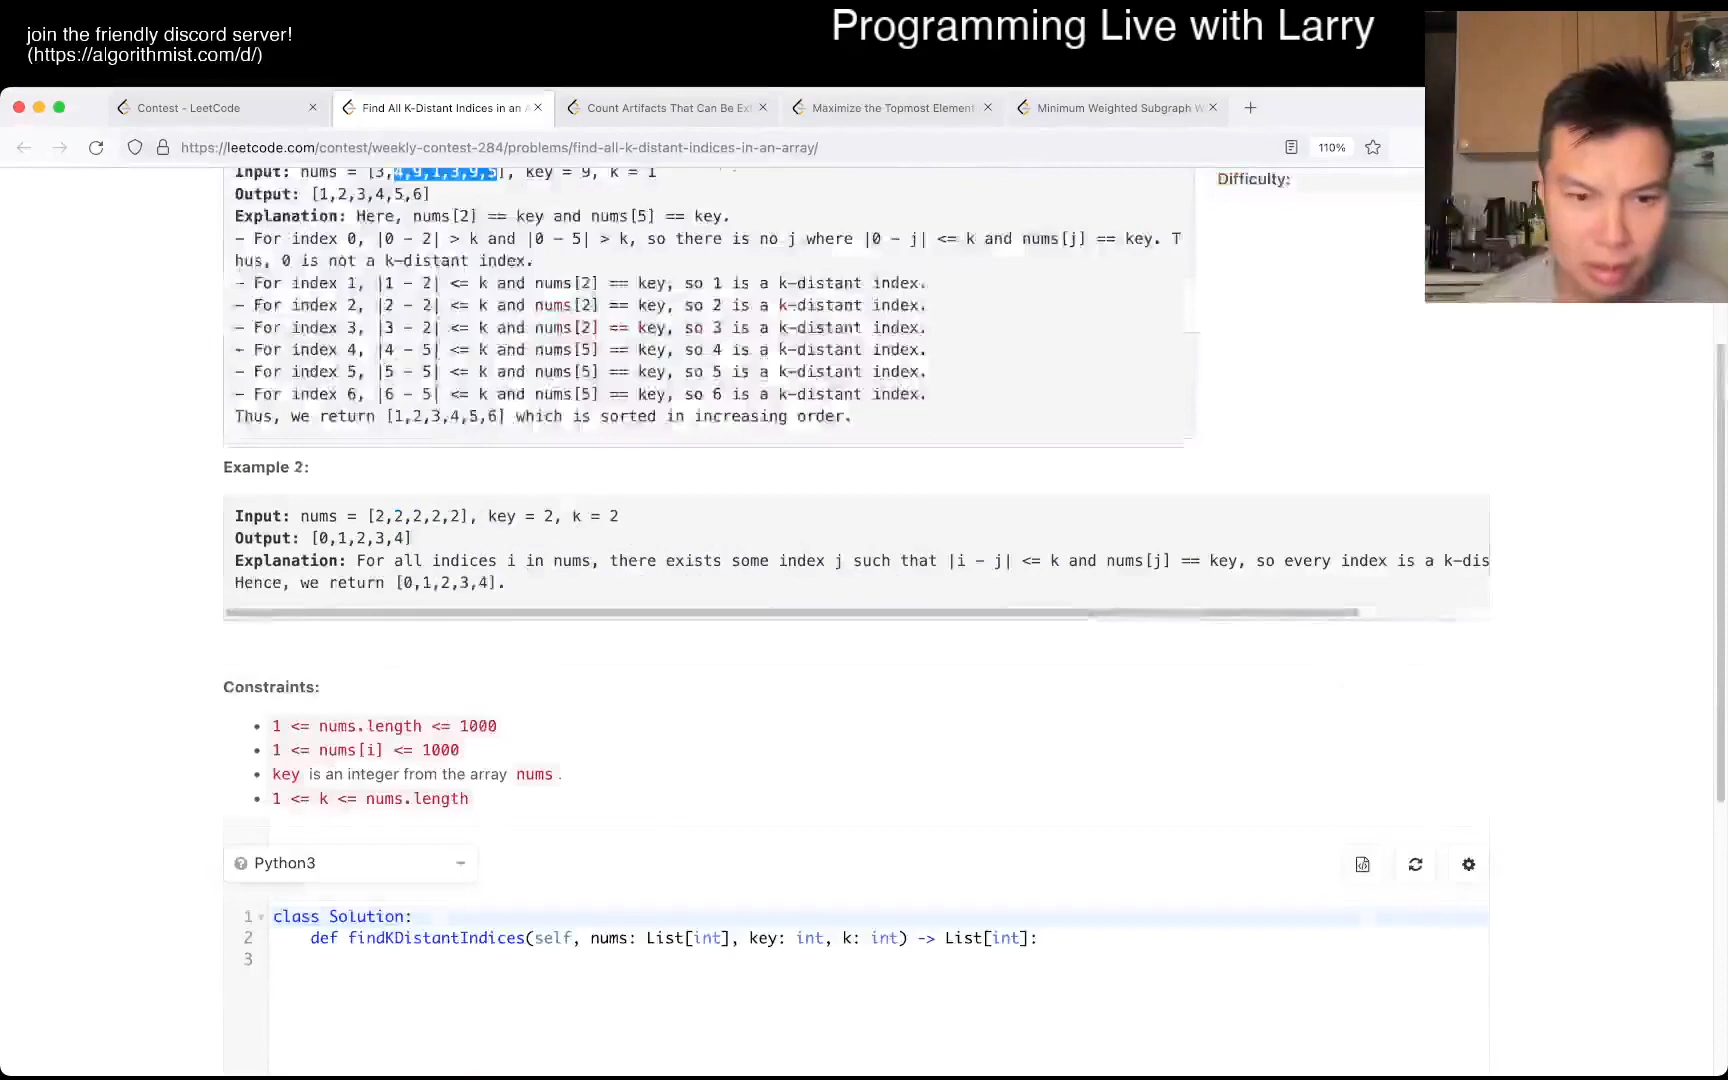 join the friendly discord server!
(https://algorithmist.com/d/)
Programming Live with Larry
Contest - LeetCode
Find All K-Distant Indices in an A
Count Artifacts That Can Be Ex
Maximize the Topmost Element
Minimum Weighted Subgraph W
https://leetcode.com/contest/weekly-contest-284/problems/find-all-k-distant-indices-in-an-array/
110%
Input: nums = [3,4,9,1,3,9,5], key = 9, k = 1
Difficulty:
Output: [1,2,3,4,5,6]
Explanation: Here, nums[2] == key and nums[5] == key.
- For index 0, |0 - 2| > k and |0 - 5| > k, so there is no j where |0 - j| <= k and nums[j] == key. T
hus, 0 is not a k-distant index.
- For index 1, |1 - 2| <= k and nums[2] == key, so 1 is a k-distant index.
- For index 2, |2 - 2| <= k and nums[2] == key, so 2 is a k-distant index.
- For index 3, |3 - 2| <= k and nums[2] == key, so 3 is a k-distant index.
- For index 4, |4 - 5| <= k and nums[5] == key, so 4 is a k-distant index.
- For index 5, |5 - 5| <= k and nums[5] == key, so 5 is a k-distant index.
- For index 6, |6 - 5| <= k and nums[5] == key, so 6 is a k-distant index.
Thus, we return [1,2,3,4,5,6] which is sorted in increasing order.
Example 2:
Input: nums = [2,2,2,2,2], key = 2, k = 2
Output: [0,1,2,3,4]
Explanation: For all indices i in nums, there exists some index j such that |i - j| <= k and nums[j] == key, so every index is a k-dis
Hence, we return [0,1,2,3,4].
Constraints:
1 <= nums.length <= 1000
1 <= nums[i] <= 1000
key is an integer from the array nums .
1 <= k <= nums.length
Python3
1 class Solution:
2 def findKDistantIndices(self, nums: List[int], key: int, k: int) -> List[int]:
3